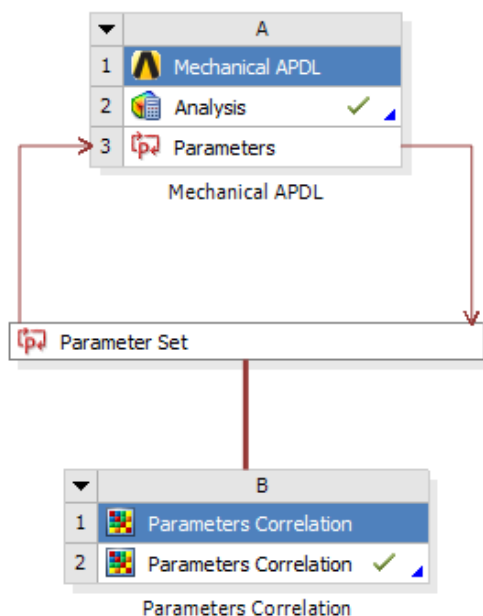 A
1 Mechanical APDL
2 Analysis
3 Parameters
Mechanical APDL
Parameter Set
B
1 Parameters Correlation
2 Parameters Correlation
Parameters Correlation